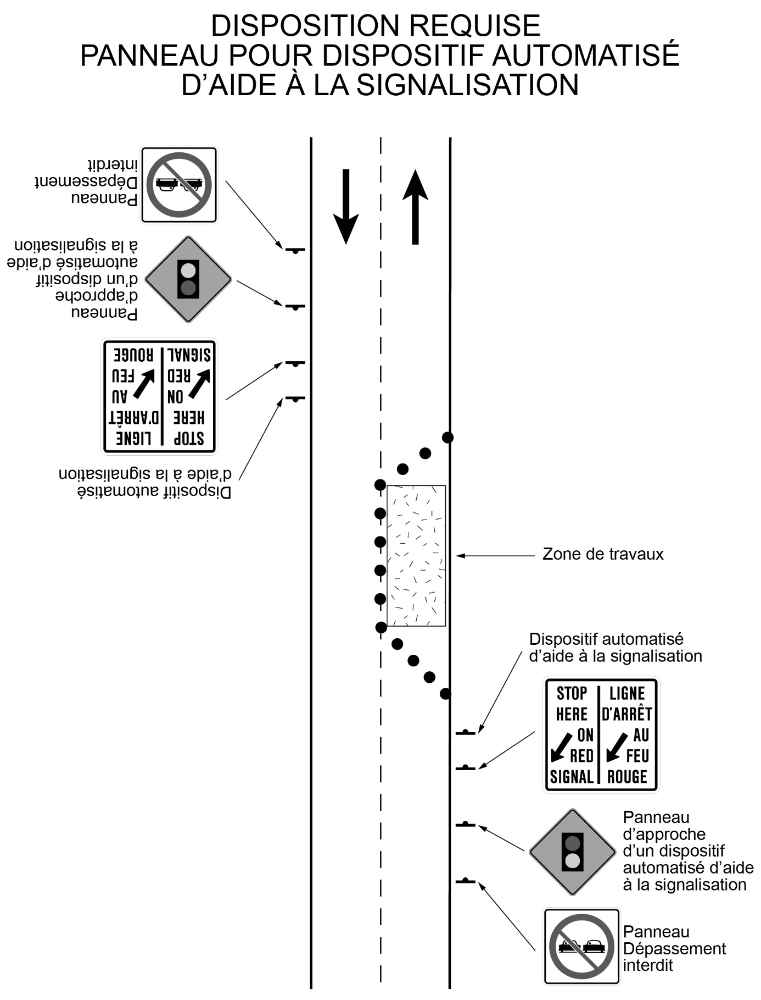 DISPOSITION REQUISE
PANNEAU POUR DISPOSITIF AUTOMATISÉ
D’AIDE À LA SIGNALISATION
Panneau
Dépassement
interdit
Panneau
d’approche
d’un dispositif
automatisé d’aide
à la signalisation
STOP
HERE
ON
RED
SIGNAL
LIGNE
D’ARRÊT
AU
FEU
ROUGE
Dispositif automatisé
d’aide à la signalisation
Zone de travaux
Dispositif automatisé
d’aide à la signalisation
STOP
HERE
ON
RED
SIGNAL
LIGNE
D’ARRÊT
AU
FEU
ROUGE
Panneau
d’approche
d’un dispositif
automatisé d’aide
à la signalisation
Panneau
Dépassement
interdit